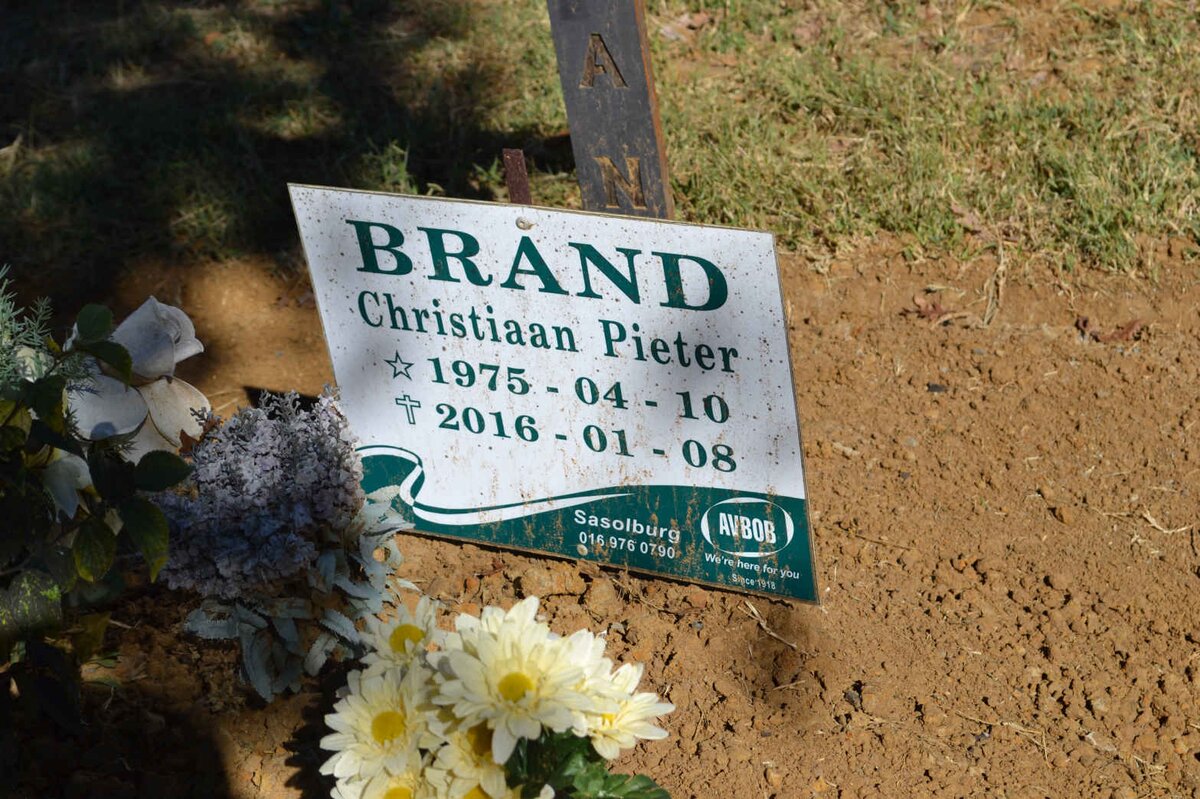 A
N
BRAND
Christiaan Pieter
1975 - 04 - 10
2016 - 01 - 08
Sasolburg
016 976 0790
AVBOB
We're here for you
Since 1918